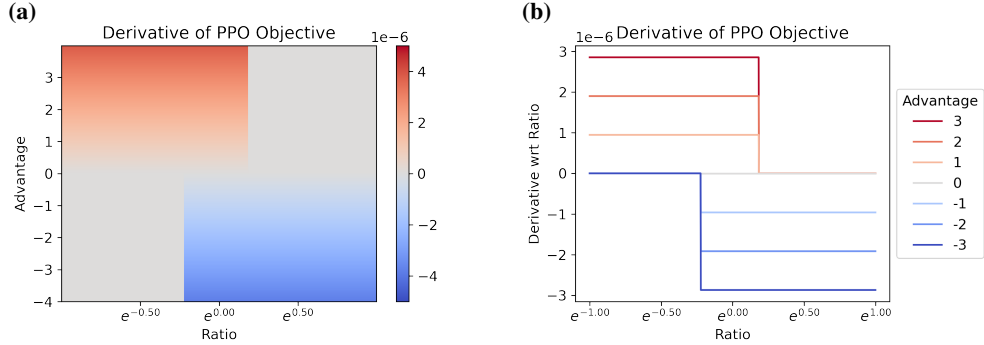 (a)
Derivative of PPO Objective
1e−6
Advantage
3
2
1
0
−1
−2
−3
−4
e^−0.50
e^0.00
e^0.50
Ratio
4
2
0
−2
−4
(b)
Derivative of PPO Objective
1e−6
Derivative wrt Ratio
3
2
1
0
−1
−2
−3
e^−1.00
e^−0.50
e^0.00
e^0.50
e^1.00
Ratio
Advantage
3
2
1
0
-1
-2
-3